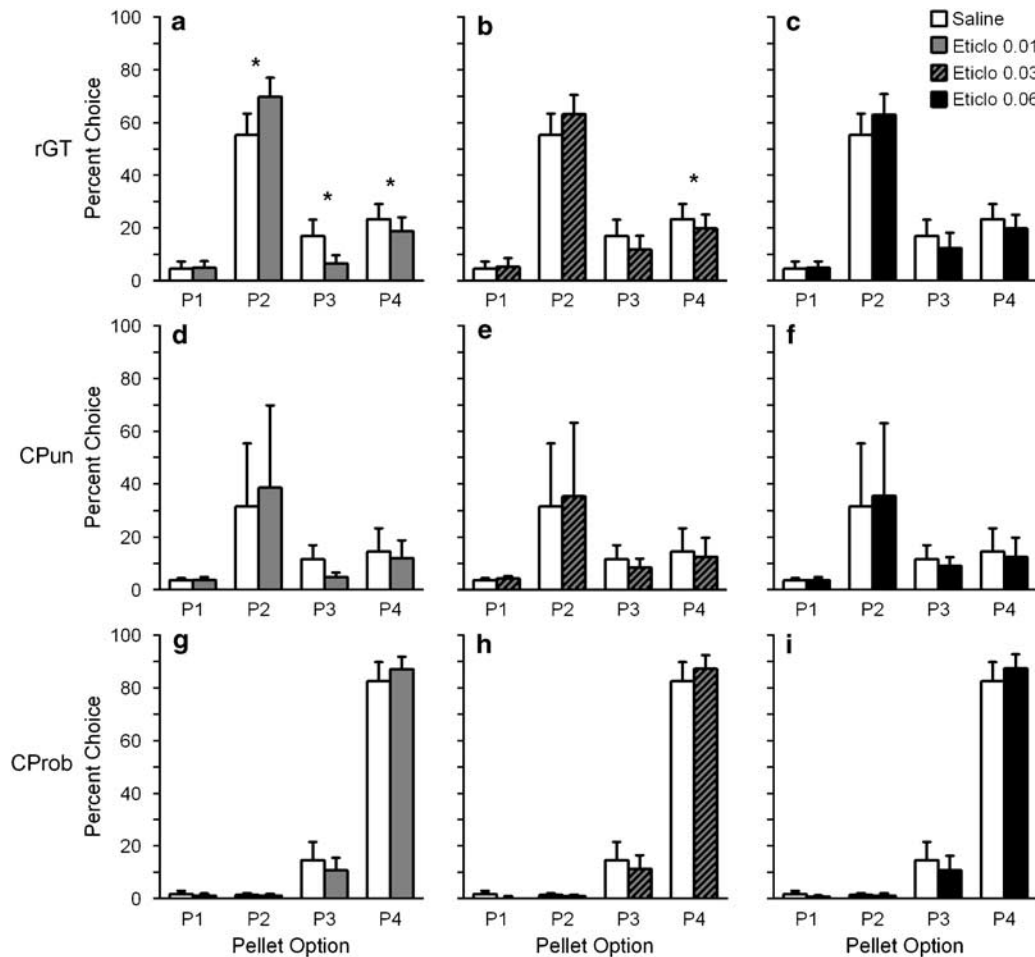 a
b
c
Saline
Eticlo 0.01
Eticlo 0.03
Eticlo 0.06
rGT
Percent Choice
100
80
60
40
20
0
*
*
*
*
P1 P2 P3 P4
P1 P2 P3 P4
P1 P2 P3 P4
d
e
f
CPun
Percent Choice
100
80
60
40
20
0
P1 P2 P3 P4
P1 P2 P3 P4
P1 P2 P3 P4
g
h
i
CProb
Percent Choice
100
80
60
40
20
0
P1 P2 P3 P4
P1 P2 P3 P4
P1 P2 P3 P4
Pellet Option
Pellet Option
Pellet Option